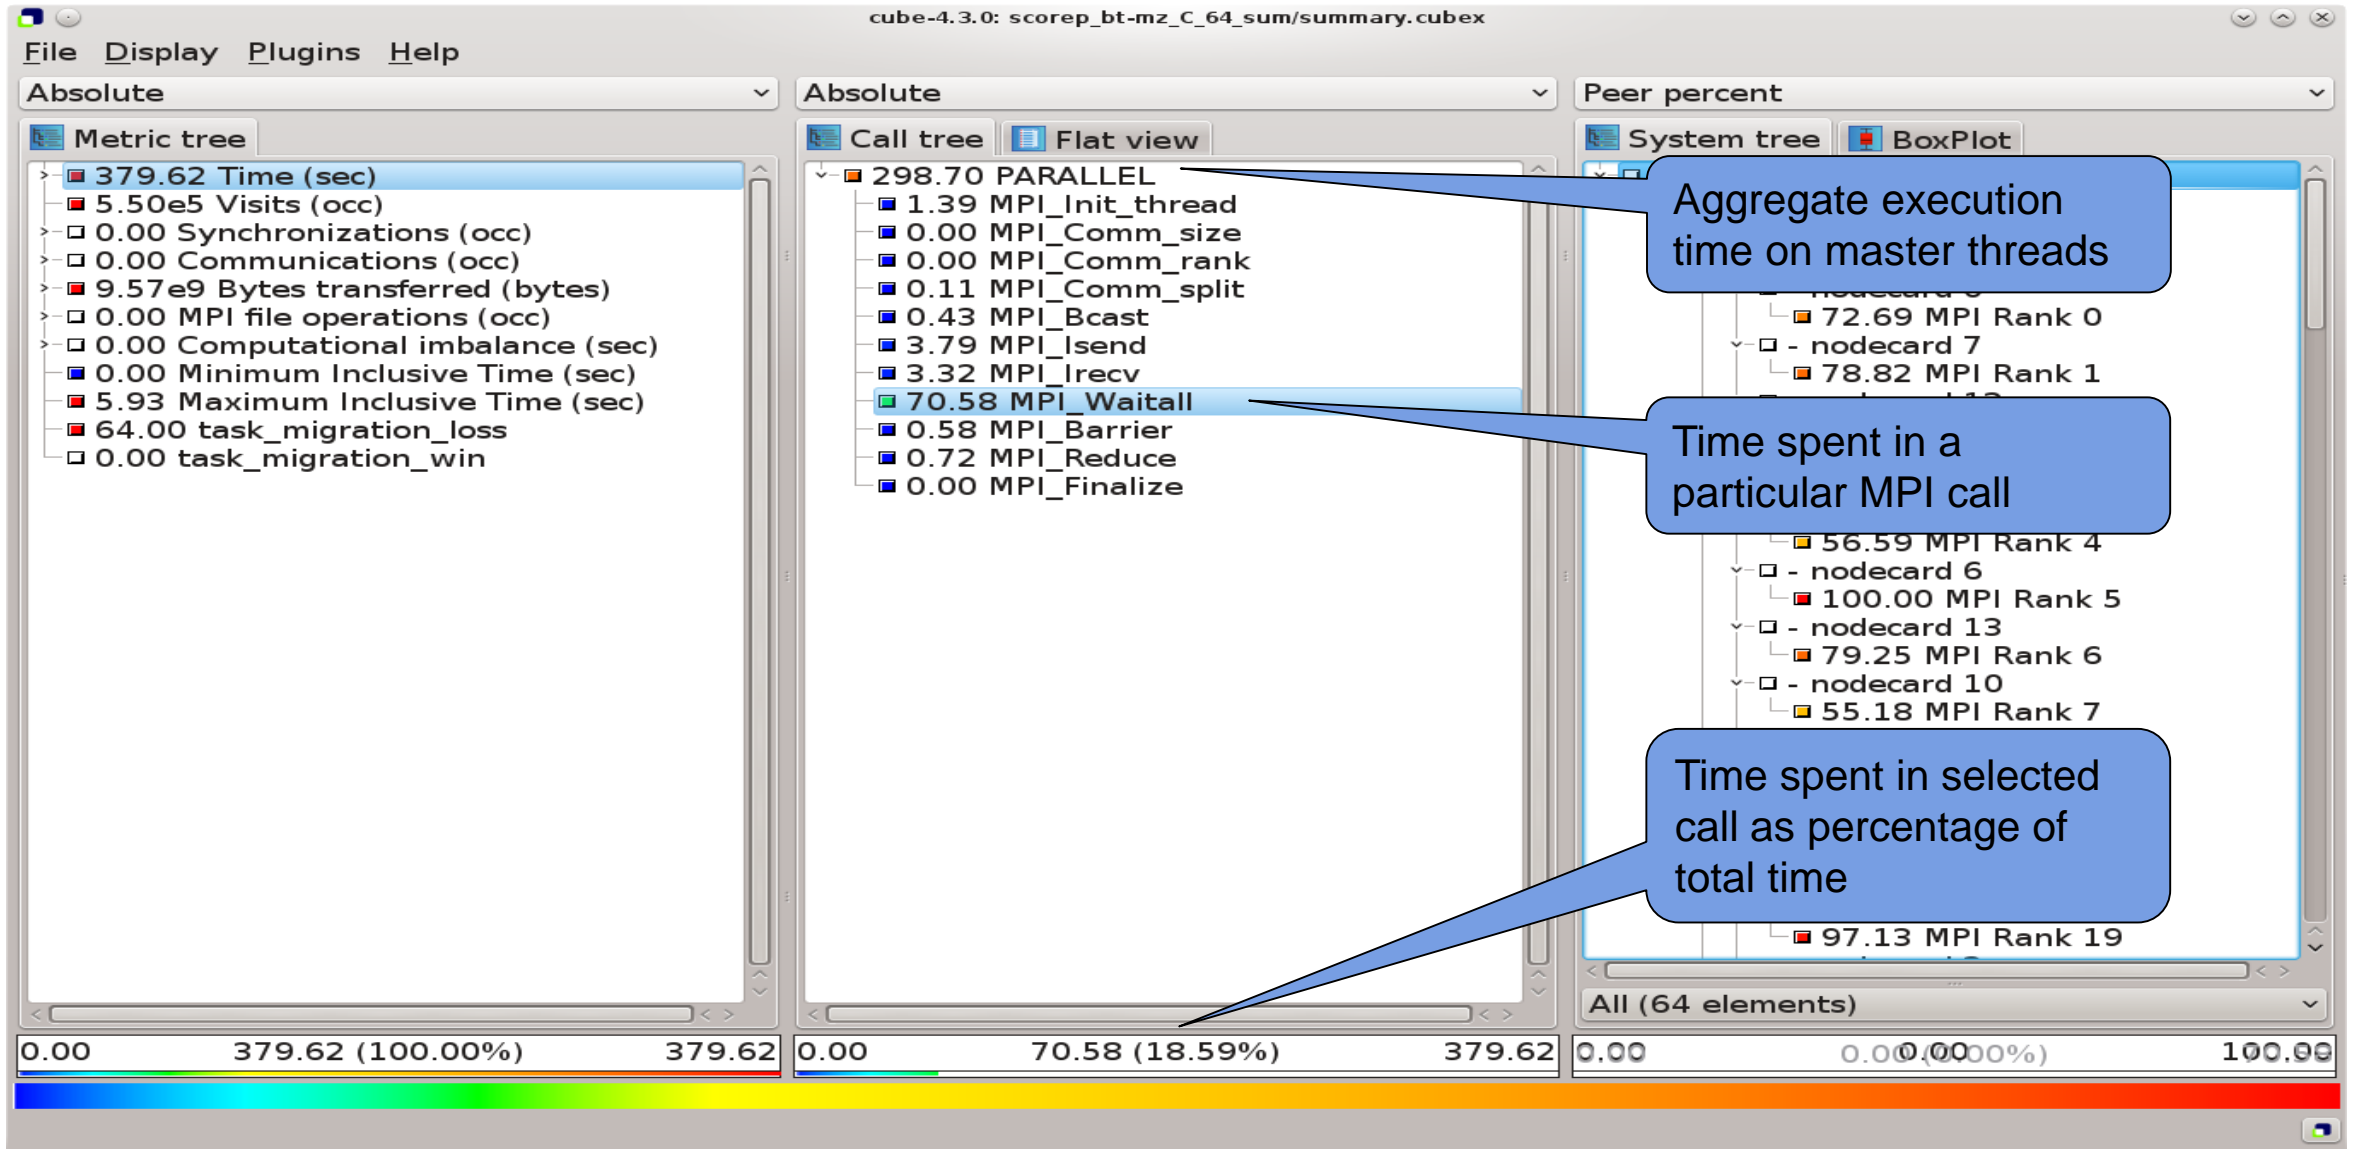 cube-4.3.0: scorep_bt-mz_C_64_sum/summary.cubex
File Display Plugins Help
Absolute
Metric tree
379.62 Time (sec)
5.50e5 Visits (occ)
0.00 Synchronizations (occ)
0.00 Communications (occ)
9.57e9 Bytes transferred (bytes)
0.00 MPI file operations (occ)
0.00 Computational imbalance (sec)
0.00 Minimum Inclusive Time (sec)
5.93 Maximum Inclusive Time (sec)
64.00 task_migration_loss
0.00 task_migration_win
0.00 379.62 (100.00%) 379.62
Absolute
Call tree Flat view
298.70 PARALLEL
1.39 MPI_Init_thread
0.00 MPI_Comm_size
0.00 MPI_Comm_rank
0.11 MPI_Comm_split
0.43 MPI_Bcast
3.79 MPI_Isend
3.32 MPI_Irecv
70.58 MPI_Waitall
0.58 MPI_Barrier
0.72 MPI_Reduce
0.00 MPI_Finalize
0.00 70.58 (18.59%) 379.62
Peer percent
System tree BoxPlot
Aggregate execution
time on master threads
72.69 MPI Rank 0
- nodecard 7
78.82 MPI Rank 1
Time spent in a
particular MPI call
56.59 MPI Rank 4
- nodecard 6
100.00 MPI Rank 5
- nodecard 13
79.25 MPI Rank 6
- nodecard 10
55.18 MPI Rank 7
Time spent in selected
call as percentage of
total time
97.13 MPI Rank 19
All (64 elements)
0.00